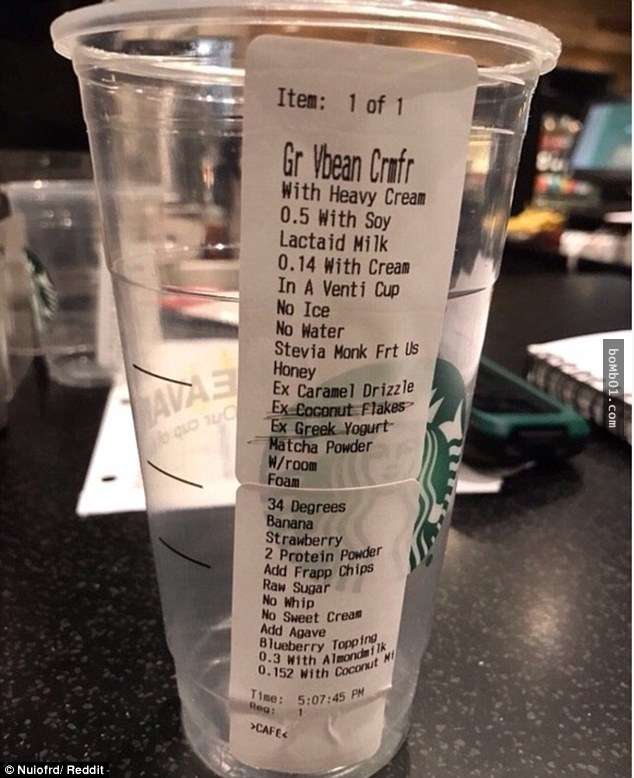 Item: 1 of 1
Gr Vbean Crmfr
With Heavy Cream
0.5 With Soy
Lactaid Milk
0.14 With Cream
In A Venti Cup
No Ice
No Water
Stevia Monk Frt Us
Honey
Ex Caramel Drizzle
Ex Coconut Flakes
Ex Greek Yogurt
Matcha Powder
W/room
Foam
34 Degrees
Banana
Strawberry
2 Protein Powder
Add Frapp Chips
Raw Sugar
No Whip
No Sweet Cream
Add Agave
Blueberry Topping
0.3 With Almondmilk
0.152 With Coconut Mi
Time: 5:07:45 PM
Reg: 1
>CAFE<
bomb01.com
© Nulofrd/ Reddit